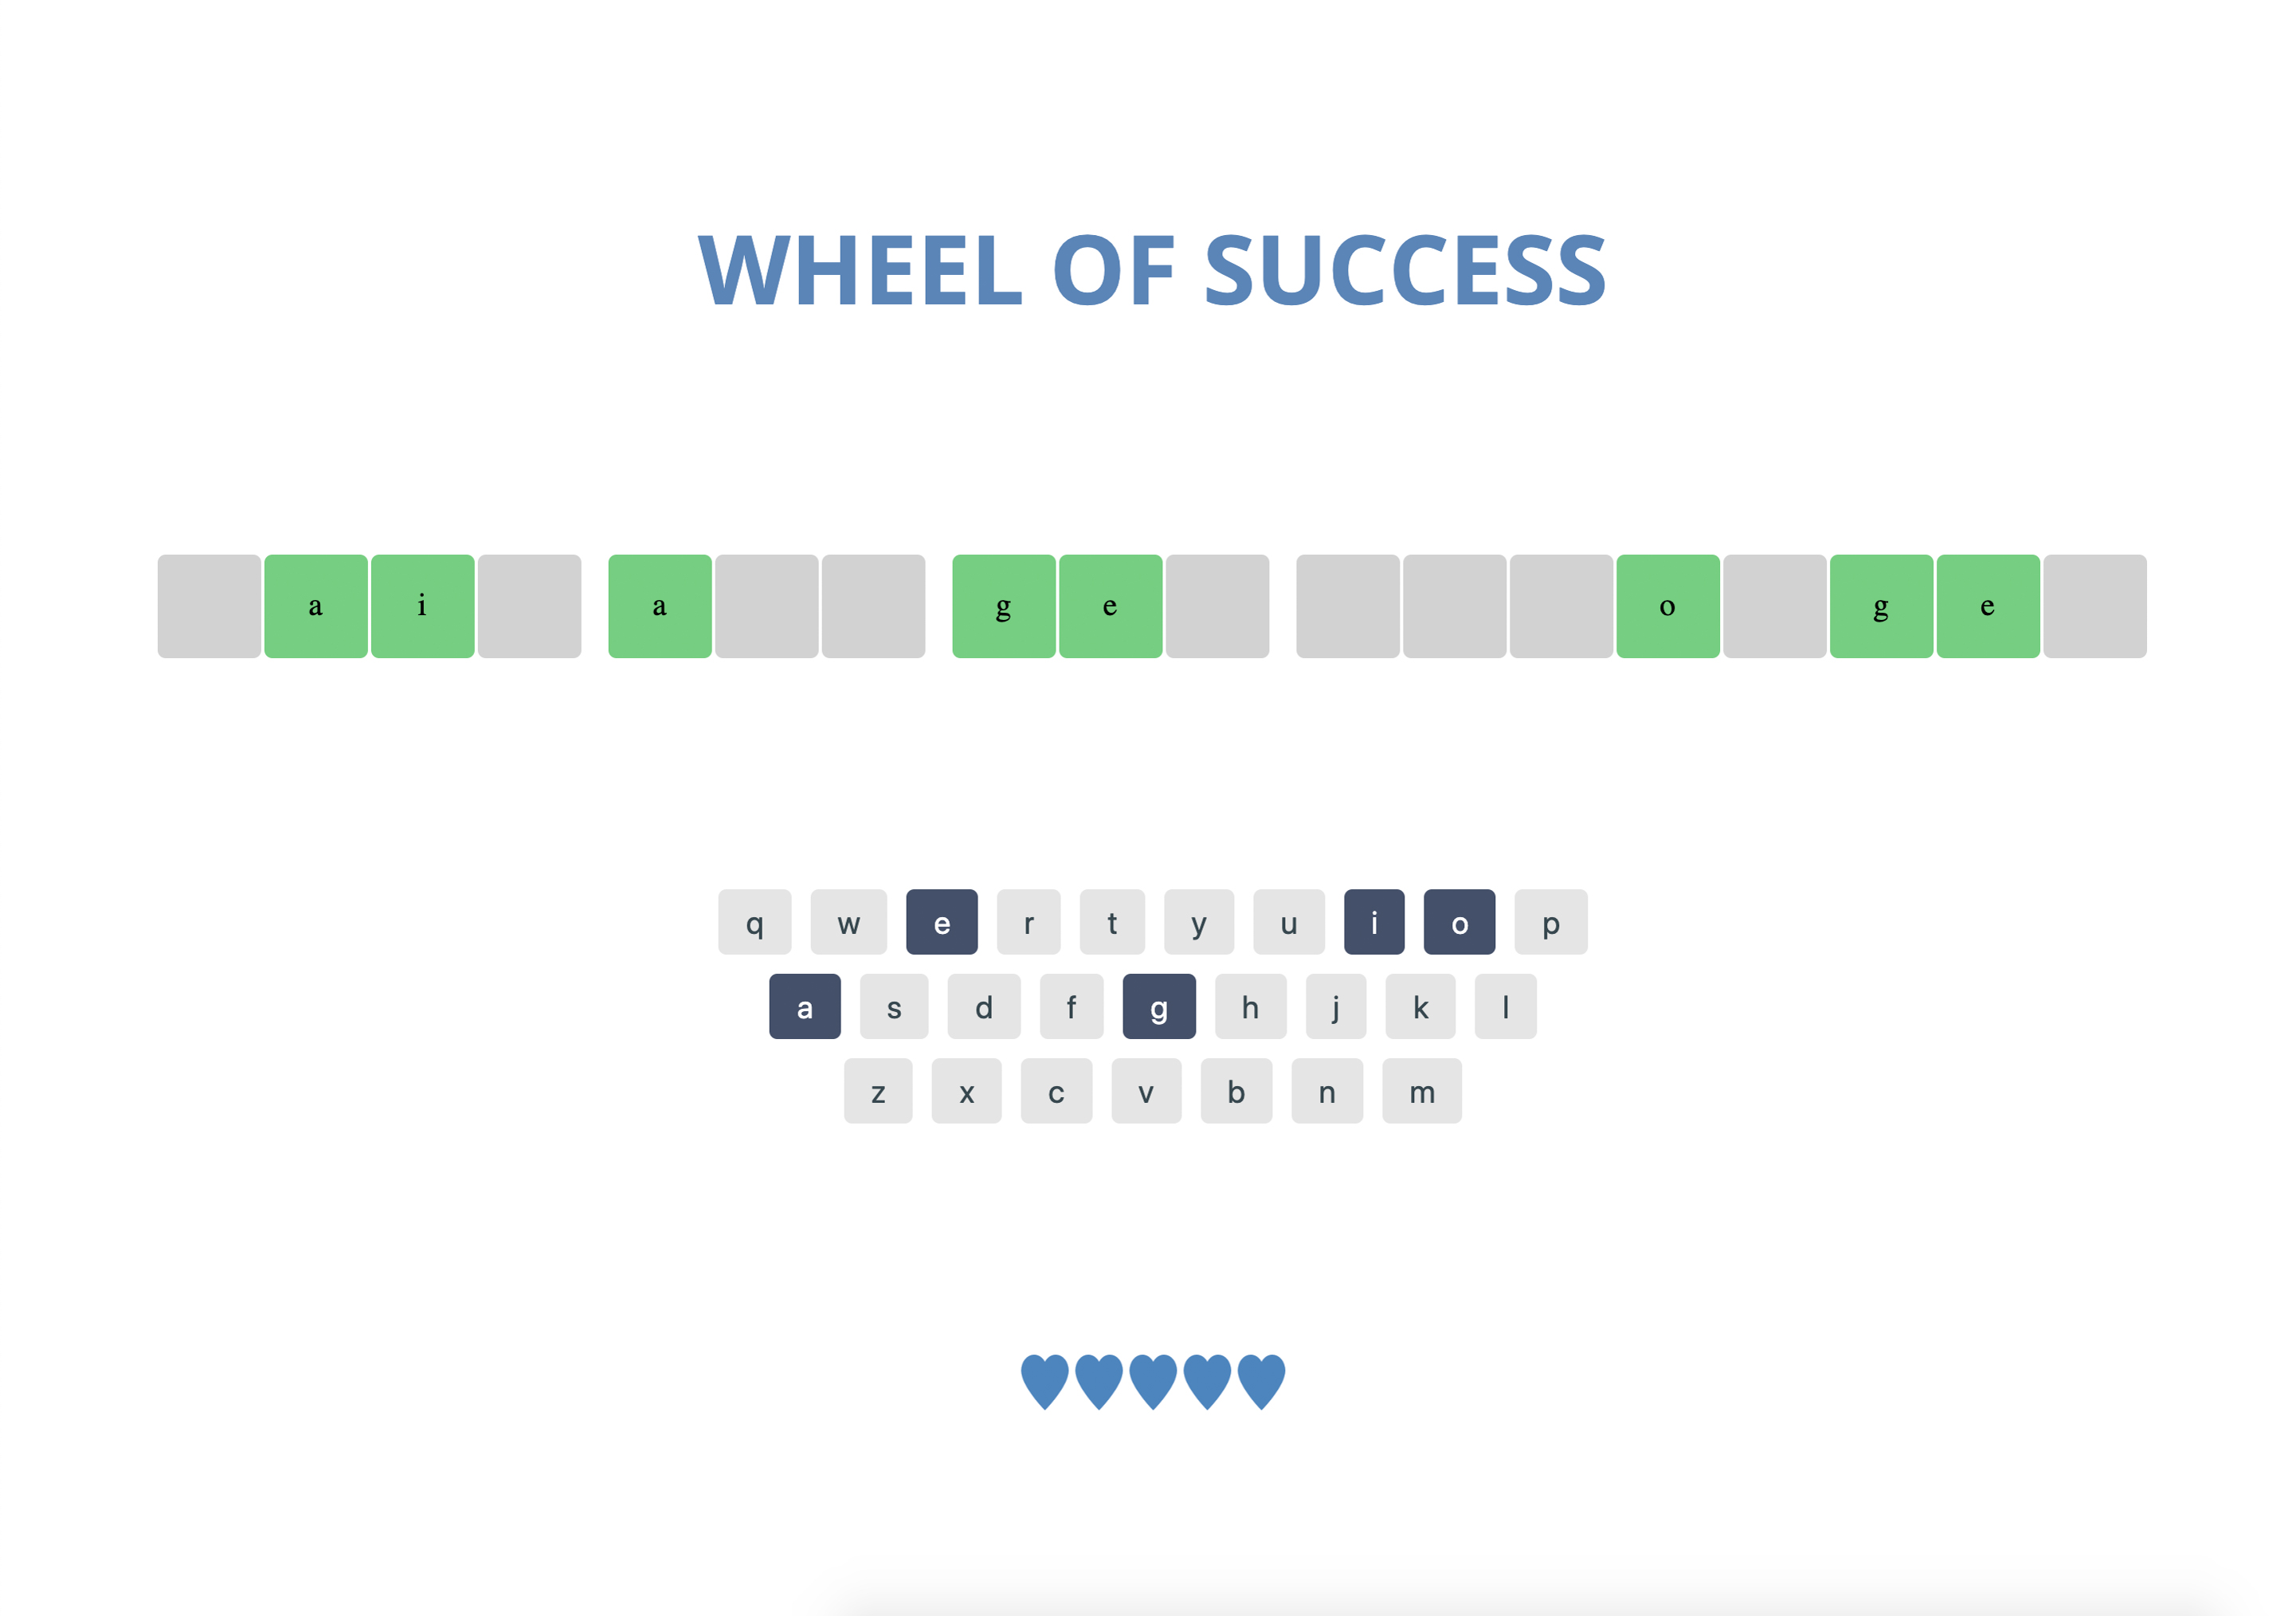 WHEEL OF SUCCESS
a i a g e o g e
q w e r t y u i o p
a s d f g h j k l
z x c v b n m